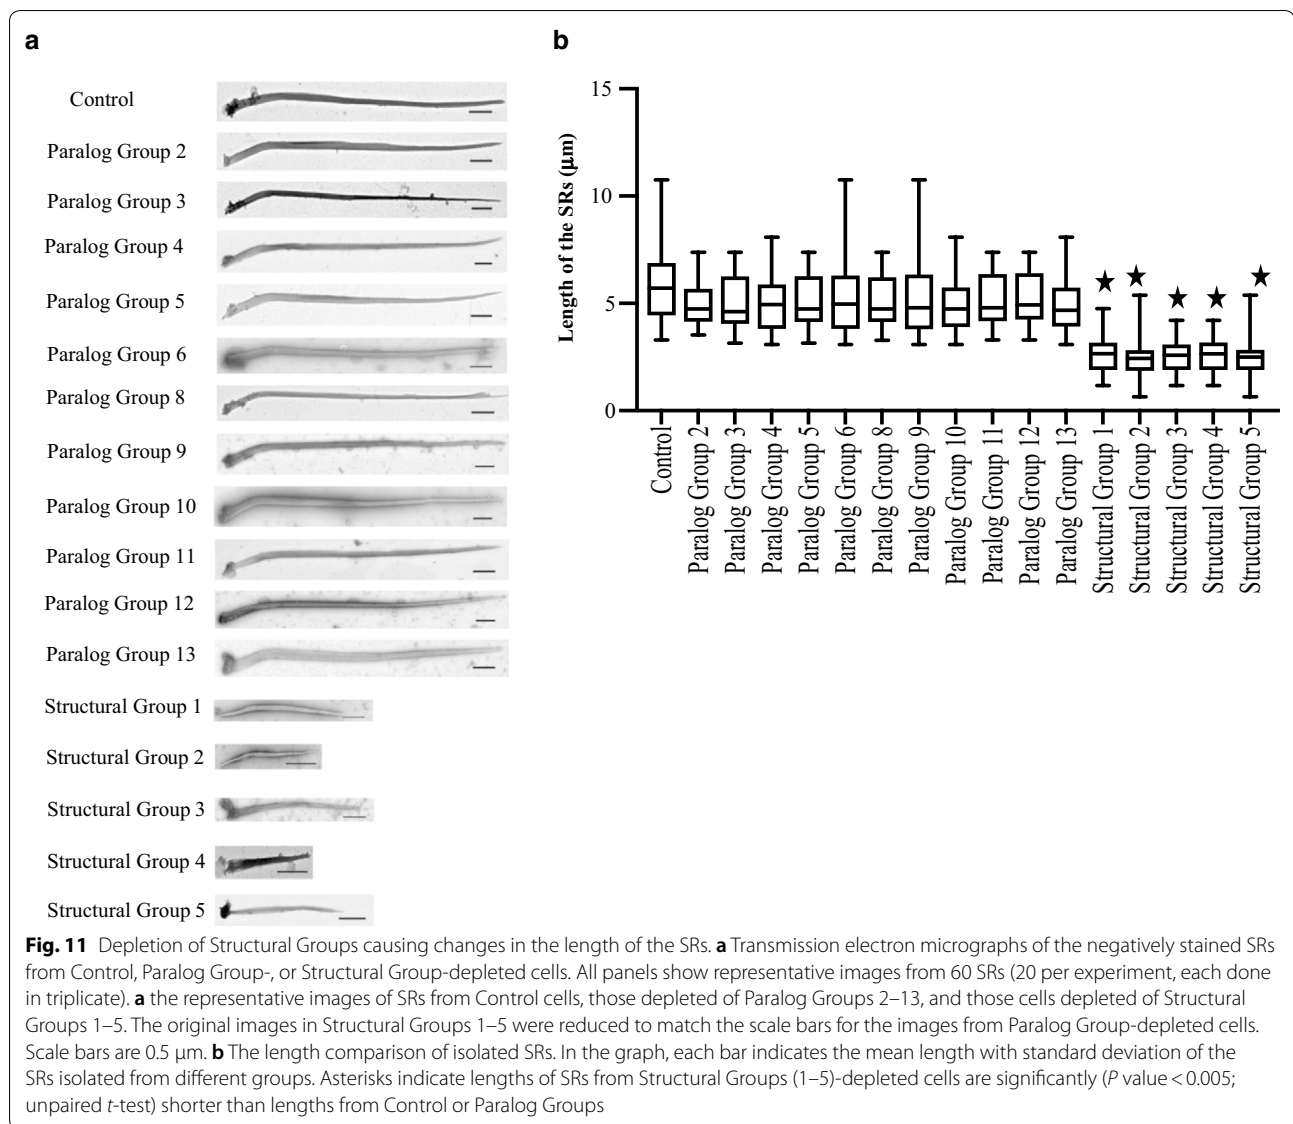 a
Control
Paralog Group 2
Paralog Group 3
Paralog Group 4
Paralog Group 5
Paralog Group 6
Paralog Group 8
Paralog Group 9
Paralog Group 10
Paralog Group 11
Paralog Group 12
Paralog Group 13
Structural Group 1
Structural Group 2
Structural Group 3
Structural Group 4
Structural Group 5
b
Length of the SRs (μm)
15
10
5
0
Control
Paralog Group 2
Paralog Group 3
Paralog Group 4
Paralog Group 5
Paralog Group 6
Paralog Group 8
Paralog Group 9
Paralog Group 10
Paralog Group 11
Paralog Group 12
Paralog Group 13
Structural Group 1
Structural Group 2
Structural Group 3
Structural Group 4
Structural Group 5
Fig. 11 Depletion of Structural Groups causing changes in the length of the SRs. a Transmission electron micrographs of the negatively stained SRs
from Control, Paralog Group-, or Structural Group-depleted cells. All panels show representative images from 60 SRs (20 per experiment, each done
in triplicate). a the representative images of SRs from Control cells, those depleted of Paralog Groups 2–13, and those cells depleted of Structural
Groups 1–5. The original images in Structural Groups 1–5 were reduced to match the scale bars for the images from Paralog Group-depleted cells.
Scale bars are 0.5 μm. b The length comparison of isolated SRs. In the graph, each bar indicates the mean length with standard deviation of the
SRs isolated from different groups. Asterisks indicate lengths of SRs from Structural Groups (1–5)-depleted cells are significantly (P value < 0.005;
unpaired t-test) shorter than lengths from Control or Paralog Groups